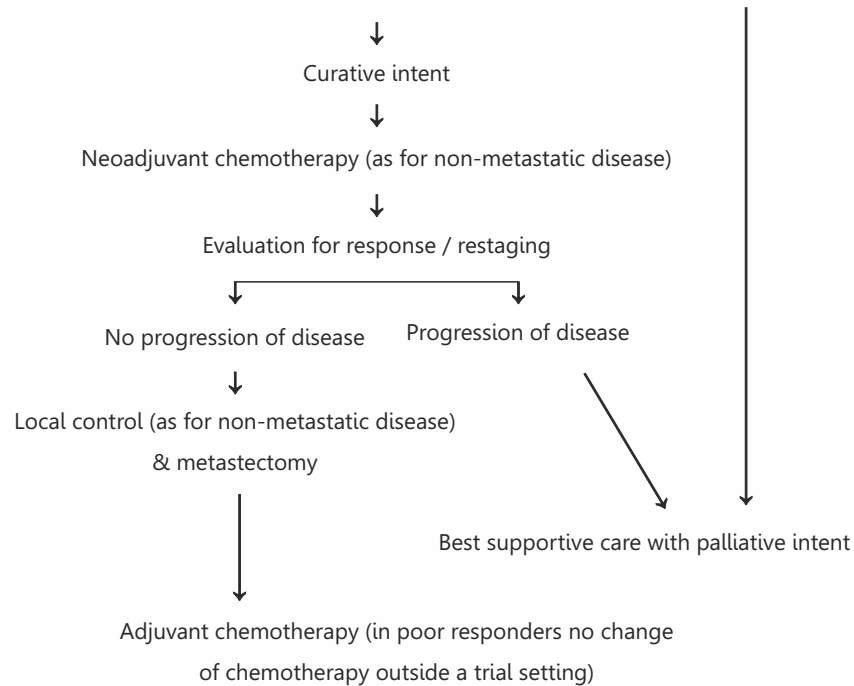 Curative intent
Neoadjuvant chemotherapy (as for non-metastatic disease)
Evaluation for response / restaging
No progression of disease
Progression of disease
Local control (as for non-metastatic disease)
& metastectomy
Best supportive care with palliative intent
Adjuvant chemotherapy (in poor responders no change
of chemotherapy outside a trial setting)